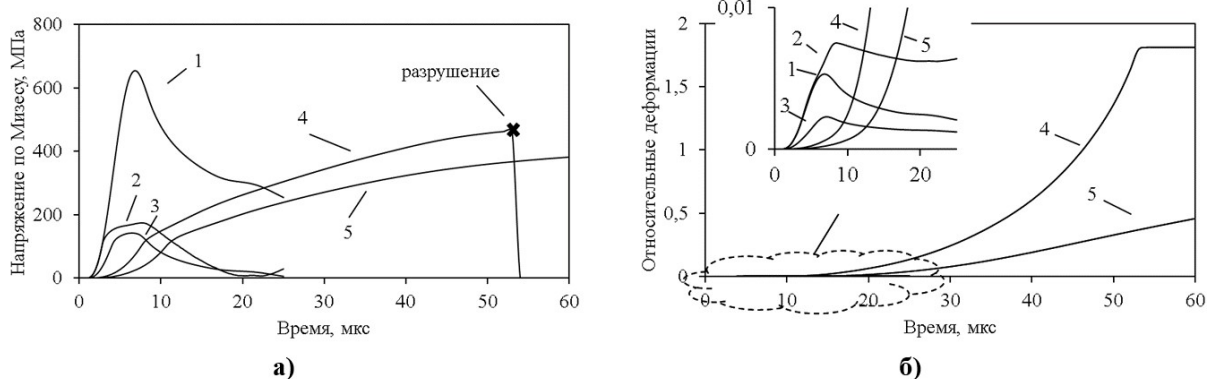 Напряжение по Мизесу, МПа
800
600
400
200
0
0 10 20 30 40 50 60
Время, мкс
1
2
3
4
5
разрушение
а)
Относительные деформации
2
1,5
1
0,5
0
0 10 20 30 40 50 60
Время, мкс
4
5
0,01
0
0 10 20
2
1
3
4
5
б)